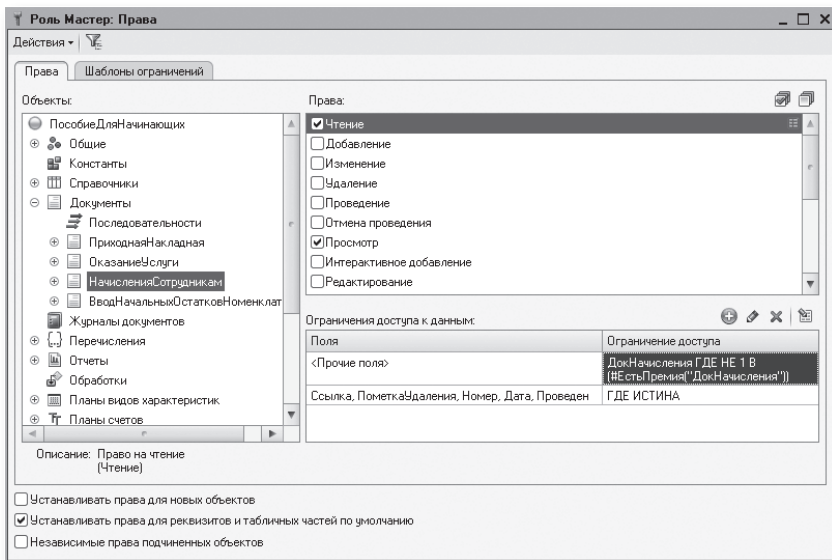 Роль Мастер: Права
Действия
Права
Шаблоны ограничений
Объекты:
ПособиеДляНачинающих
Общие
Константы
Справочники
Документы
Последовательности
ПриходнаяНакладная
ОказаниеУслуги
НачисленияСотрудникам
ВводНачальныхОстатковНоменклат
Журналы документов
Перечисления
Отчеты
Обработки
Планы видов характеристик
Планы счетов
Описание: Право на чтение
(Чтение)
Права:
Чтение
Добавление
Изменение
Удаление
Проведение
Отмена проведения
Просмотр
Интерактивное добавление
Редактирование
Ограничения доступа к данным:
Поля
Ограничение доступа
<Прочие поля>
ДокНачисления ГДЕ НЕ 1 В
(#ЕстьПремия("ДокНачисления"))
Ссылка, ПометкаУдаления, Номер, Дата, Проведен
ГДЕ ИСТИНА
Устанавливать права для новых объектов
Устанавливать права для реквизитов и табличных частей по умолчанию
Независимые права подчиненных объектов